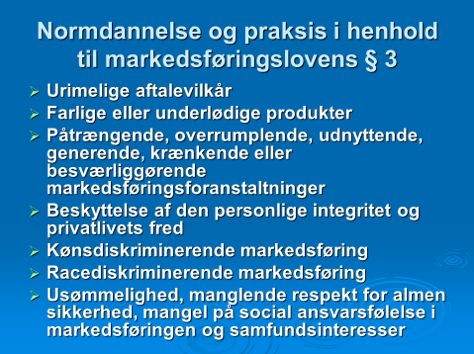 Normdannelse og praksis i henhold
til markedsføringslovens § 3
Urimelige aftalevilkår
Farlige eller underlødige produkter
Påtrængende, overrumplende, udnyttende,
generende, krænkende eller
besværliggørende
markedsføringsforanstaltninger
Beskyttelse af den personlige integritet og
privatlivets fred
Kønsdiskriminerende markedsføring
Racediskriminerende markedsføring
Usømmelighed, manglende respekt for almen
sikkerhed, mangel på social ansvarsfølelse i
markedsføringen og samfundsinteresser